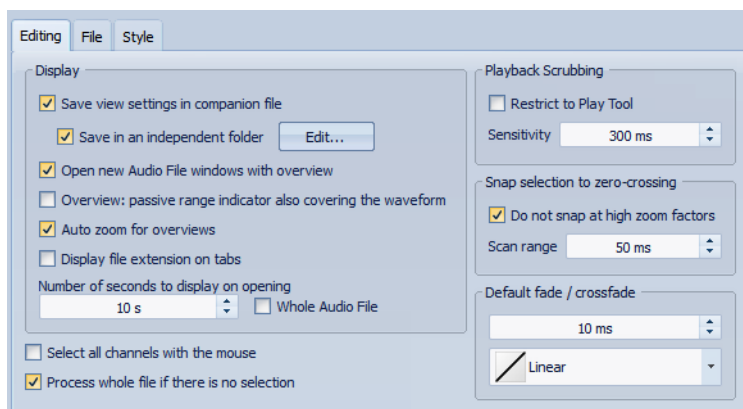 Editing File Style
Display
Save view settings in companion file
Save in an independent folder Edit...
Open new Audio File windows with overview
Overview: passive range indicator also covering the waveform
Auto zoom for overviews
Display file extension on tabs
Number of seconds to display on opening
10 s Whole Audio File
Select all channels with the mouse
Process whole file if there is no selection
Playback Scrubbing
Restrict to Play Tool
Sensitivity 300 ms
Snap selection to zero-crossing
Do not snap at high zoom factors
Scan range 50 ms
Default fade / crossfade
10 ms
Linear